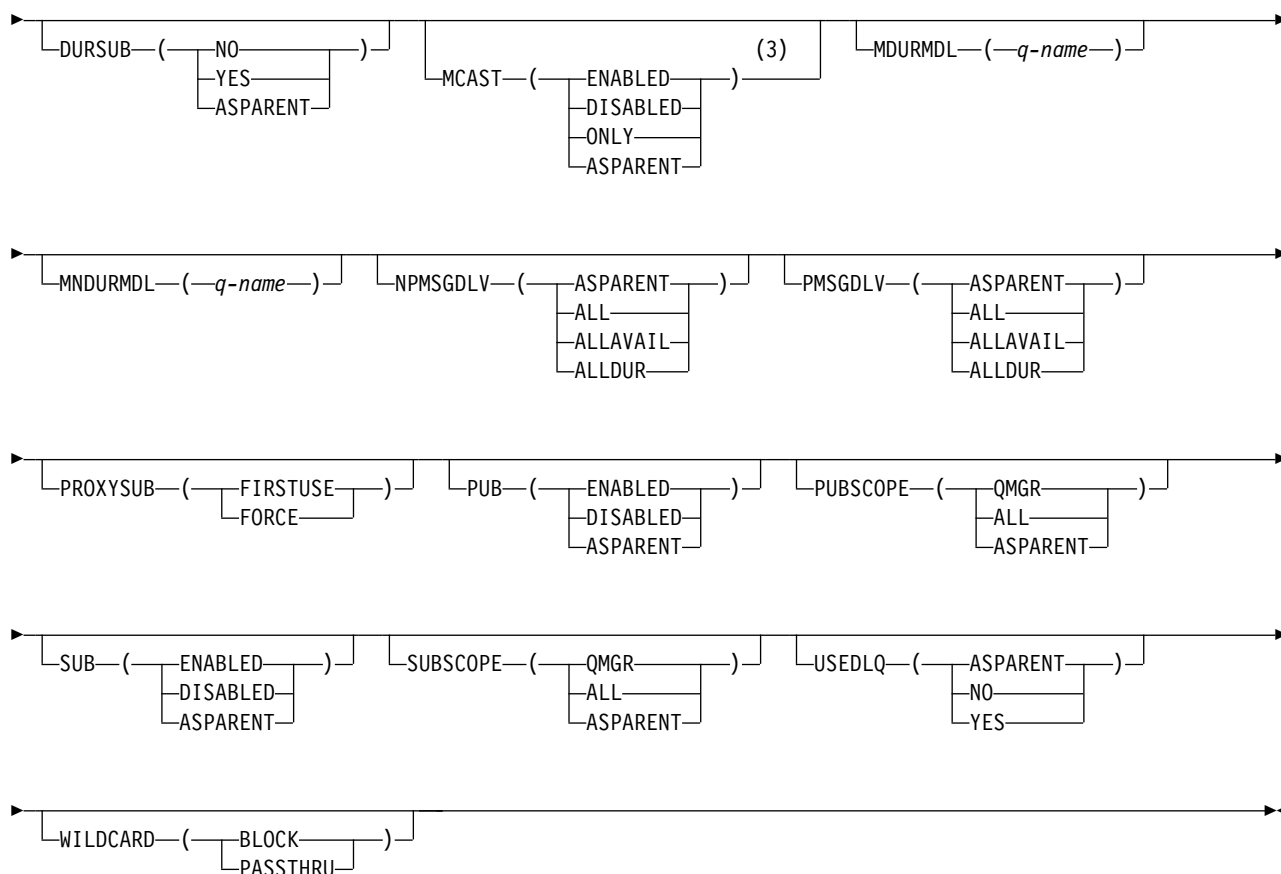 DURSUB ( NO ) MCAST ( ENABLED ) (3) MDURMDL ( q-name )
YES DISABLED
ASPARENT ONLY
ASPARENT
MNDURMDL ( q-name ) NPMSGDLV ( ASPARENT ) PMSGDLV ( ASPARENT )
ALL ALL
ALLAVAIL ALLAVAIL
ALLDUR ALLDUR
PROXYSUB ( FIRSTUSE ) PUB ( ENABLED ) PUBSCOPE ( QMGR )
FORCE DISABLED ALL
ASPARENT ASPARENT
SUB ( ENABLED ) SUBSCOPE ( QMGR ) USEDLQ ( ASPARENT )
DISABLED ALL NO
ASPARENT ASPARENT YES
WILDCARD ( BLOCK )
PASSTHRU